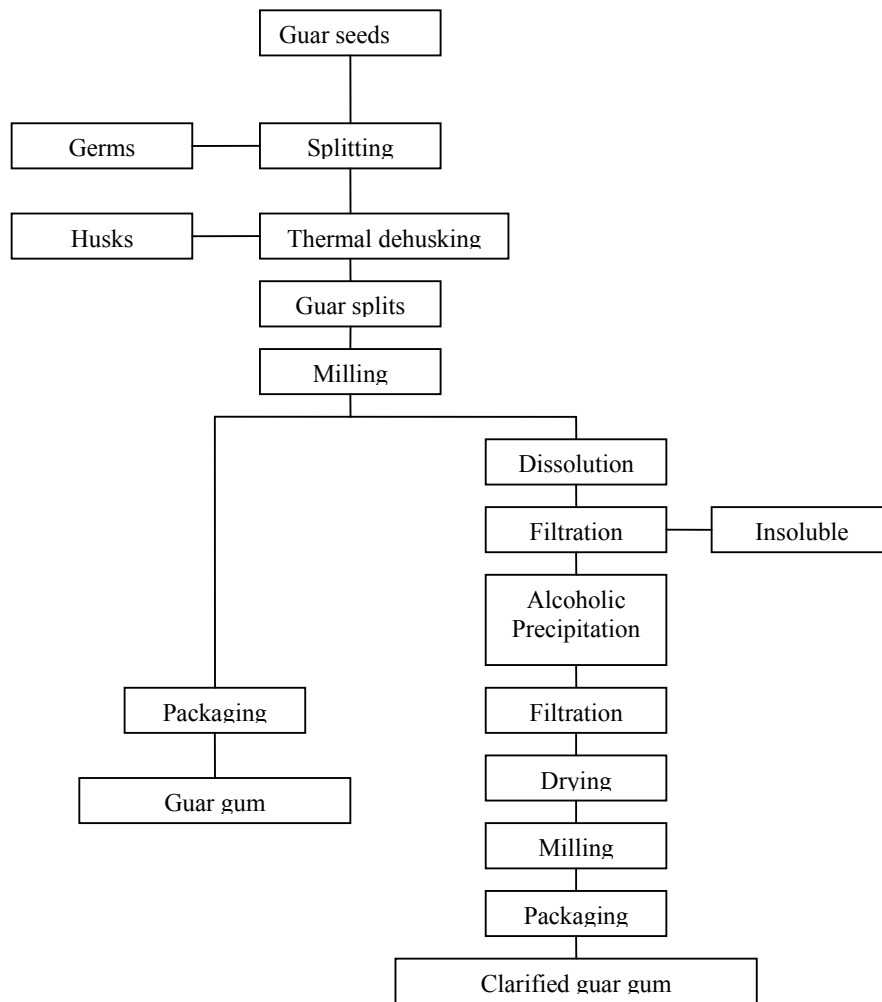 Guar seeds
Germs
Splitting
Husks
Thermal dehusking
Guar splits
Milling
Dissolution
Filtration
Insoluble
Alcoholic
Precipitation
Packaging
Filtration
Guar gum
Drying
Milling
Packaging
Clarified guar gum